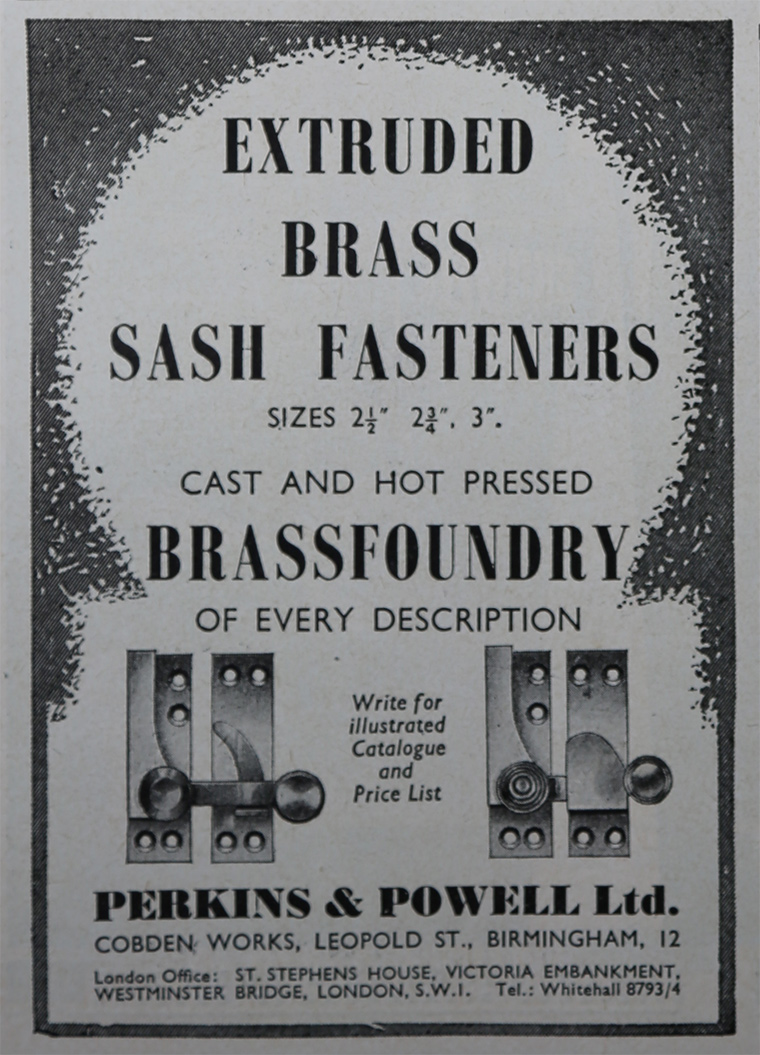 EXTRUDED
BRASS
SASH FASTENERS
SIZES 2½" 2¾", 3".
CAST AND HOT PRESSED
BRASSFOUNDRY
OF EVERY DESCRIPTION
Write for
illustrated
Catalogue
and
Price List
PERKINS & POWELL Ltd.
COBDEN WORKS, LEOPOLD ST., BIRMINGHAM, 12
London Office: ST. STEPHENS HOUSE, VICTORIA EMBANKMENT,
WESTMINSTER BRIDGE, LONDON, S.W.1. Tel.: Whitehall 8793/4